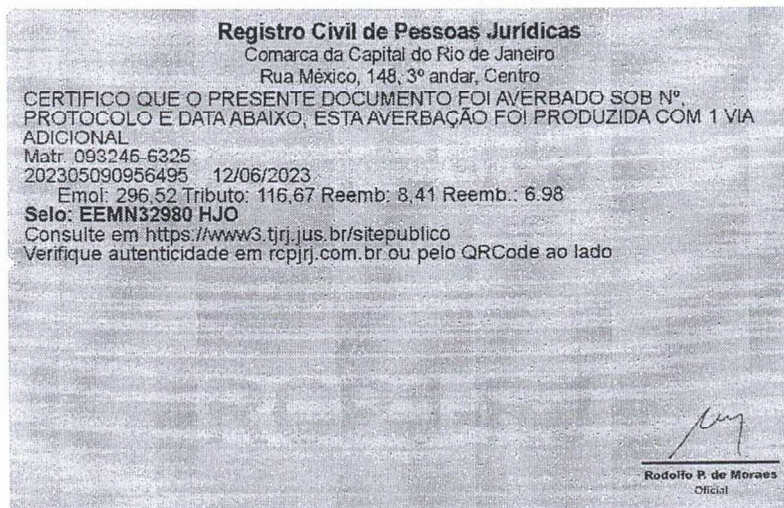 Registro Civil de Pessoas Jurídicas
Comarca da Capital do Rio de Janeiro
Rua México, 148, 3º andar, Centro
CERTIFICO QUE O PRESENTE DOCUMENTO FOI AVERBADO SOB Nº,
PROTOCOLO E DATA ABAIXO, ESTA AVERBAÇÃO FOI PRODUZIDA COM 1 VIA
ADICIONAL
Matr. 093245-6325
202305090956495 12/06/2023
Emol: 296,52 Tributo: 116,67 Reemb: 8,41 Reemb.: 6.98
Selo: EEMN32980 HJO
Consulte em https://www3.tjrj.jus.br/sitepublico
Verifique autenticidade em rcpjrj.com.br ou pelo QRCode ao lado
Rodolfo P. de Moraes
Oficial